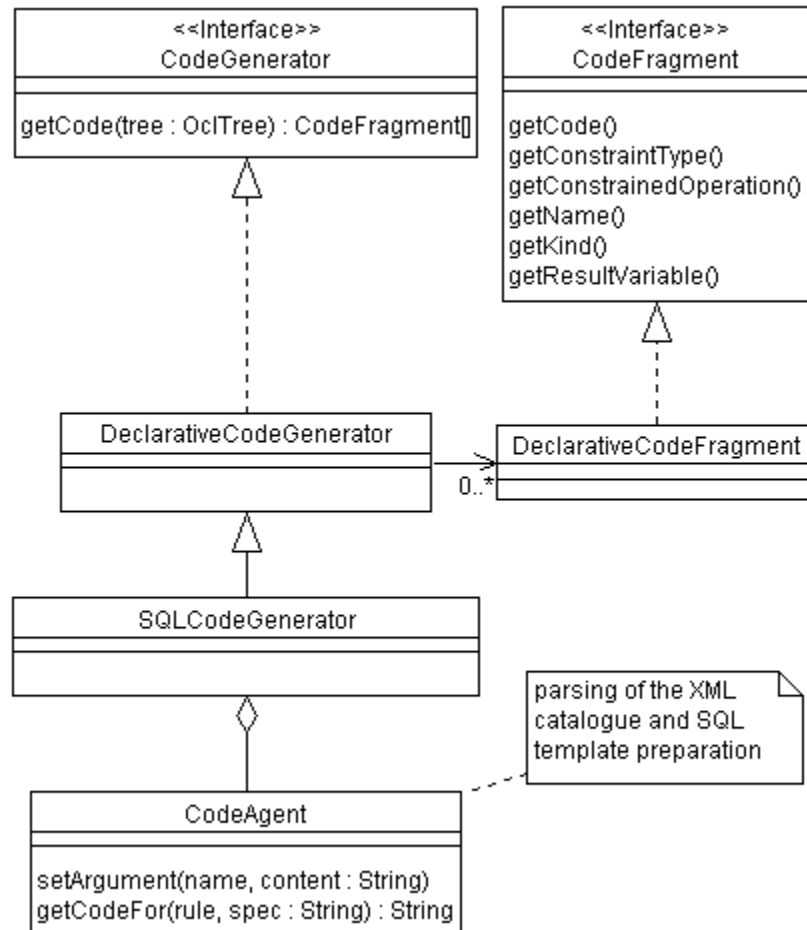 <<Interface>>
CodeGenerator
getCode(tree : OclTree) : CodeFragment[]
<<Interface>>
CodeFragment
getCode()
getConstraintType()
getConstrainedOperation()
getName()
getKind()
getResultVariable()
DeclarativeCodeGenerator
0..*
DeclarativeCodeFragment
SQLCodeGenerator
parsing of the XML
catalogue and SQL
template preparation
CodeAgent
setArgument(name, content : String)
getCodeFor(rule, spec : String) : String